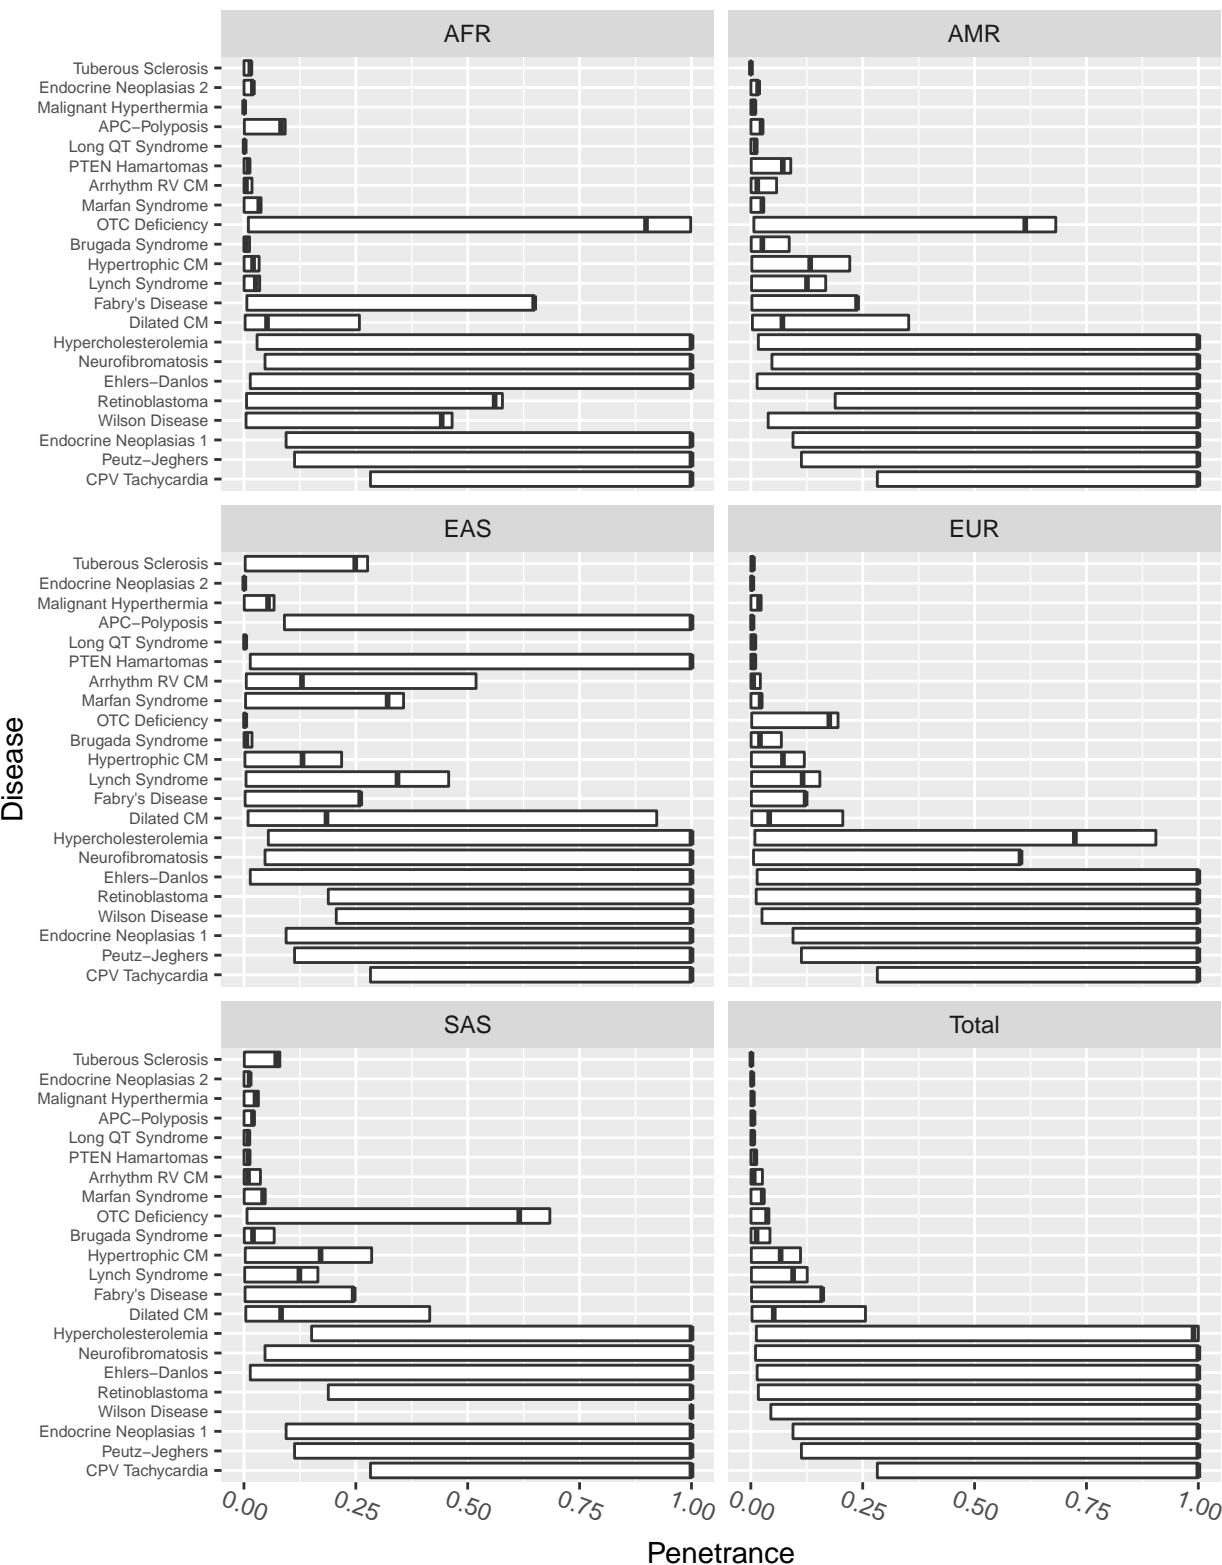 AFR
AMR
Tuberous Sclerosis
Endocrine Neoplasias 2
Malignant Hyperthermia
APC−Polyposis
Long QT Syndrome
PTEN Hamartomas
Arrhythm RV CM
Marfan Syndrome
OTC Deficiency
Brugada Syndrome
Hypertrophic CM
Lynch Syndrome
Fabry's Disease
Dilated CM
Hypercholesterolemia
Neurofibromatosis
Ehlers−Danlos
Retinoblastoma
Wilson Disease
Endocrine Neoplasias 1
Peutz−Jeghers
CPV Tachycardia
EAS
EUR
Tuberous Sclerosis
Endocrine Neoplasias 2
Malignant Hyperthermia
APC−Polyposis
Long QT Syndrome
PTEN Hamartomas
Arrhythm RV CM
Marfan Syndrome
OTC Deficiency
Brugada Syndrome
Hypertrophic CM
Lynch Syndrome
Fabry's Disease
Dilated CM
Hypercholesterolemia
Neurofibromatosis
Ehlers−Danlos
Retinoblastoma
Wilson Disease
Endocrine Neoplasias 1
Peutz−Jeghers
CPV Tachycardia
Disease
SAS
Total
Tuberous Sclerosis
Endocrine Neoplasias 2
Malignant Hyperthermia
APC−Polyposis
Long QT Syndrome
PTEN Hamartomas
Arrhythm RV CM
Marfan Syndrome
OTC Deficiency
Brugada Syndrome
Hypertrophic CM
Lynch Syndrome
Fabry's Disease
Dilated CM
Hypercholesterolemia
Neurofibromatosis
Ehlers−Danlos
Retinoblastoma
Wilson Disease
Endocrine Neoplasias 1
Peutz−Jeghers
CPV Tachycardia
0.00 0.25 0.50 0.75 1.00
0.00 0.25 0.50 0.75 1.00
Penetrance